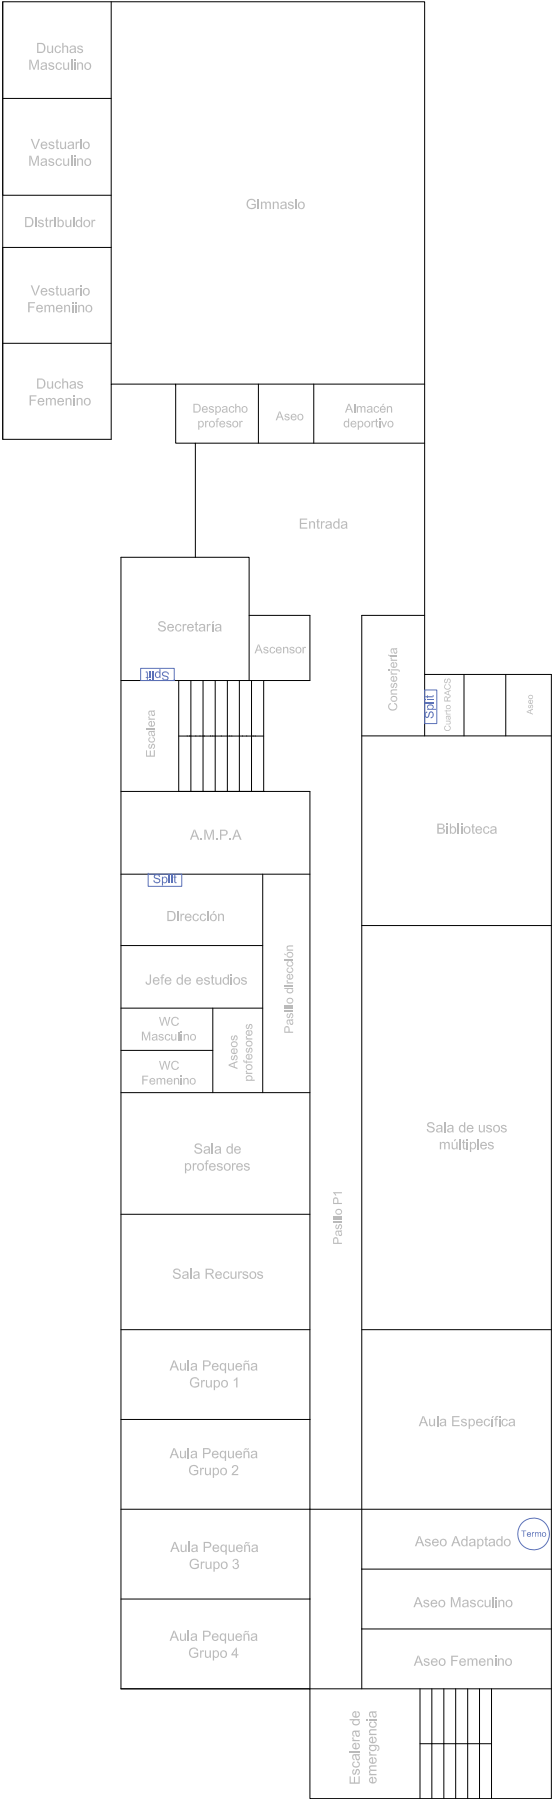 Duchas
Masculino
Vestuario
Masculino
Gimnasio
Distribuidor
Vestuario
Femeniino
Duchas
Femenino
Despacho
profesor
Aseo
Almacén
deportivo
Entrada
Secretaria
Ascensor
Split
Conserjería
Split
Cuarto RACS
Aseo
Escalera
A.M.P.A
Biblioteca
Split
Dirección
Jefe de estudios
Pasillo dirección
WC
Masculino
WC
Femenino
Aseos
profesores
Sala de
profesores
Sala de usos
múltiples
Pasillo P1
Sala Recursos
Aula Pequeña
Grupo 1
Aula Específica
Aula Pequeña
Grupo 2
Aula Pequeña
Grupo 3
Aseo Adaptado
Termo
Aseo Masculino
Aula Pequeña
Grupo 4
Aseo Femenino
Escalera de
emergencia